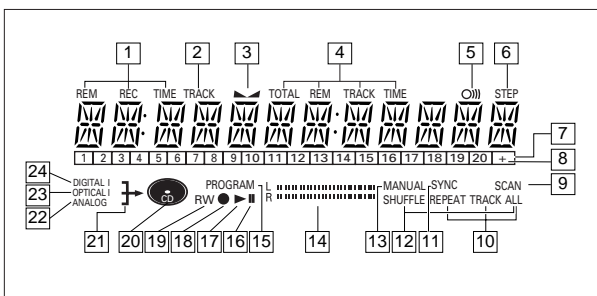 1 2 3 4 5 6
REM REC TIME TRACK TOTAL REM TRACK TIME STEP
1 2 3 4 5 6 7 8 9 10 11 12 13 14 15 16 17 18 19 20 +
7
8
24 DIGITAL I
23 OPTICAL I
22 ANALOG
21
CD
20
PROGRAM
RW
19 18 17 16 15
L
R
14
MANUAL SYNC SCAN 9
SHUFFLE REPEAT TRACK ALL
13 12 11 10